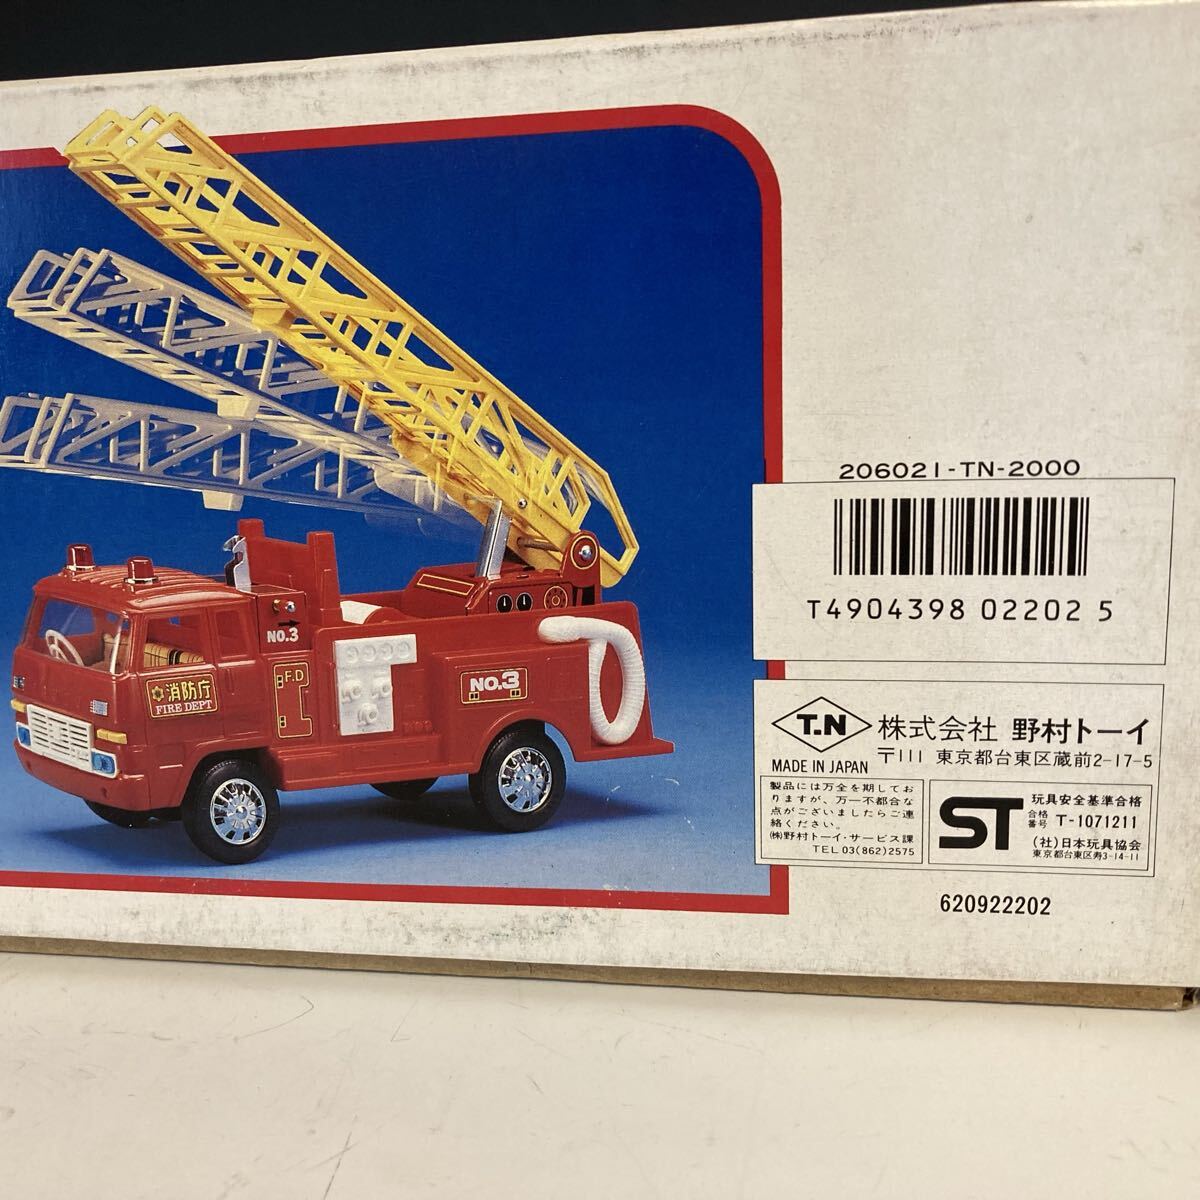 206021-TN-2000
T4904398 02202 5
T.N 株式会社 野村トーイ
MADE IN JAPAN 〒111 東京都台東区蔵前2-17-5
製品には万全を期してお
りますが、万一不都合な
点がございましたらご連
絡ください。
㈱野村トーイ・サービス課
TEL 03(862)2575
ST
玩具安全基準合格
合格番号 T-1071211
(社)日本玩具協会
東京都台東区寿3-14-11
620922202
NO.3
F.D
NO.3
消防庁
FIRE DEPT